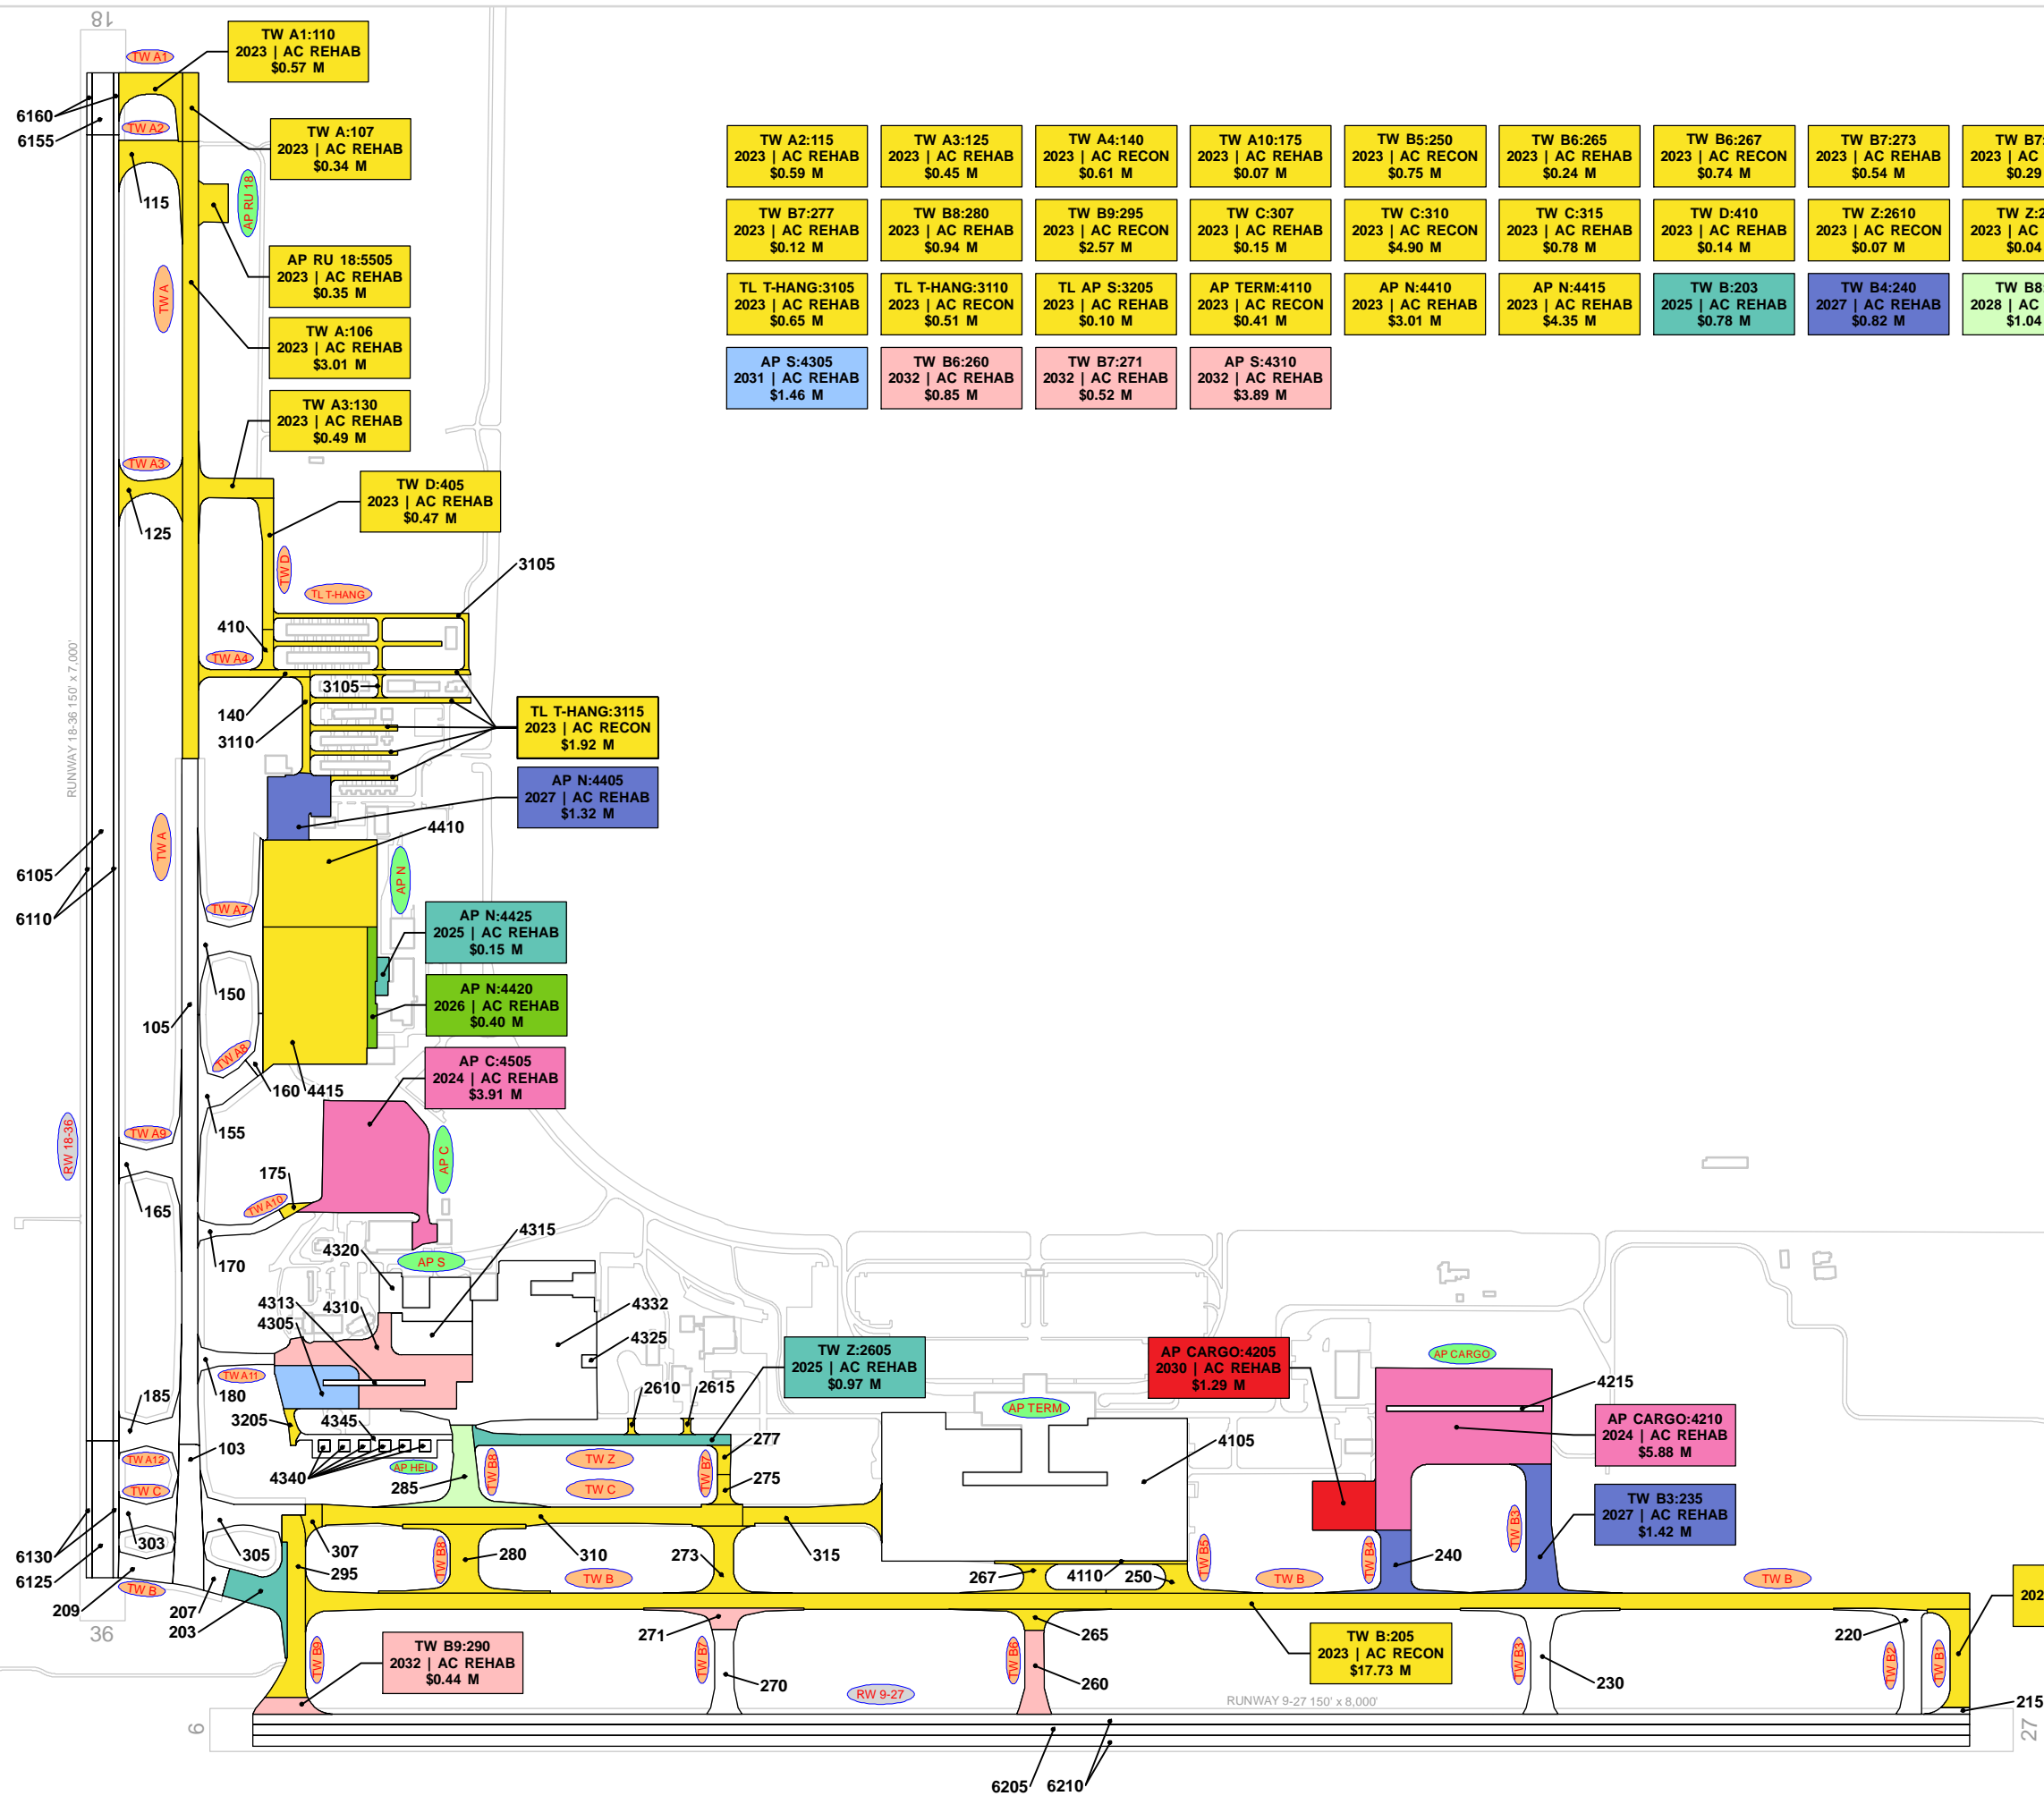 18
TW A1
TW A1:110
2023 | AC REHAB
$0.57 M
6160
6155
TW A2
TW A:107
2023 | AC REHAB
$0.34 M
115
AP RU 18
AP RU 18:5505
2023 | AC REHAB
$0.35 M
TW A
TW A:106
2023 | AC REHAB
$3.01 M
TW A3:130
2023 | AC REHAB
$0.49 M
TW A3
125
TW D:405
2023 | AC REHAB
$0.47 M
TW D
TL T-HANG
3105
TW A2:115
2023 | AC REHAB
$0.59 M
TW A3:125
2023 | AC REHAB
$0.45 M
TW A4:140
2023 | AC RECON
$0.61 M
TW A10:175
2023 | AC REHAB
$0.07 M
TW B5:250
2023 | AC RECON
$0.75 M
TW B6:265
2023 | AC REHAB
$0.24 M
TW B6:267
2023 | AC RECON
$0.74 M
TW B7:273
2023 | AC REHAB
$0.54 M
TW B7:
2023 | AC
$0.29
TW B7:277
2023 | AC REHAB
$0.12 M
TW B8:280
2023 | AC REHAB
$0.94 M
TW B9:295
2023 | AC RECON
$2.57 M
TW C:307
2023 | AC REHAB
$0.15 M
TW C:310
2023 | AC RECON
$4.90 M
TW C:315
2023 | AC REHAB
$0.78 M
TW D:410
2023 | AC REHAB
$0.14 M
TW Z:2610
2023 | AC RECON
$0.07 M
TW Z:2
2023 | AC
$0.04
TL T-HANG:3105
2023 | AC REHAB
$0.65 M
TL T-HANG:3110
2023 | AC RECON
$0.51 M
TL AP S:3205
2023 | AC REHAB
$0.10 M
AP TERM:4110
2023 | AC RECON
$0.41 M
AP N:4410
2023 | AC REHAB
$3.01 M
AP N:4415
2023 | AC REHAB
$4.35 M
TW B:203
2025 | AC REHAB
$0.78 M
TW B4:240
2027 | AC REHAB
$0.82 M
TW B8:
2028 | AC
$1.04
AP S:4305
2031 | AC REHAB
$1.46 M
TW B6:260
2032 | AC REHAB
$0.85 M
TW B7:271
2032 | AC REHAB
$0.52 M
AP S:4310
2032 | AC REHAB
$3.89 M
410
TW A4
3105
140
3110
RUNWAY 18-36 150' x 7,000'
TL T-HANG:3115
2023 | AC RECON
$1.92 M
AP N:4405
2027 | AC REHAB
$1.32 M
4410
6105
6110
TW A
AP N
TW A7
AP N:4425
2025 | AC REHAB
$0.15 M
150
105
AP N:4420
2026 | AC REHAB
$0.40 M
TW A8
160
4415
AP C:4505
2024 | AC REHAB
$3.91 M
155
TW A9
RW 18-36
AP C
175
TW A10
165
170
4320
4315
AP S
4313
4310
4305
4332
4325
TW A11
180
185
3205
4345
2610
2615
TW Z:2605
2025 | AC REHAB
$0.97 M
AP CARGO:4205
2030 | AC REHAB
$1.29 M
AP CARGO
4215
AP TERM
AP CARGO:4210
2024 | AC REHAB
$5.88 M
103
TW A12
4340
AP HELI
285
TW B8
TW Z
TW B7
277
4105
TW C
TW C
275
TW B3:235
2027 | AC REHAB
$1.42 M
6130
6125
303
305
307
295
TW B8
280
310
273
315
TW B5
TW B4
TW B3
240
267
4110
250
TW B
TW B
TW B
TW B
209
207
203
202
36
TW B9:290
2032 | AC REHAB
$0.44 M
TW B9
271
TW B7
270
TW B6
265
260
TW B:205
2023 | AC RECON
$17.73 M
TW B3
230
220
TW B2
TW B1
RW 9-27
RUNWAY 9-27 150' x 8,000'
215
9
27
6205
6210